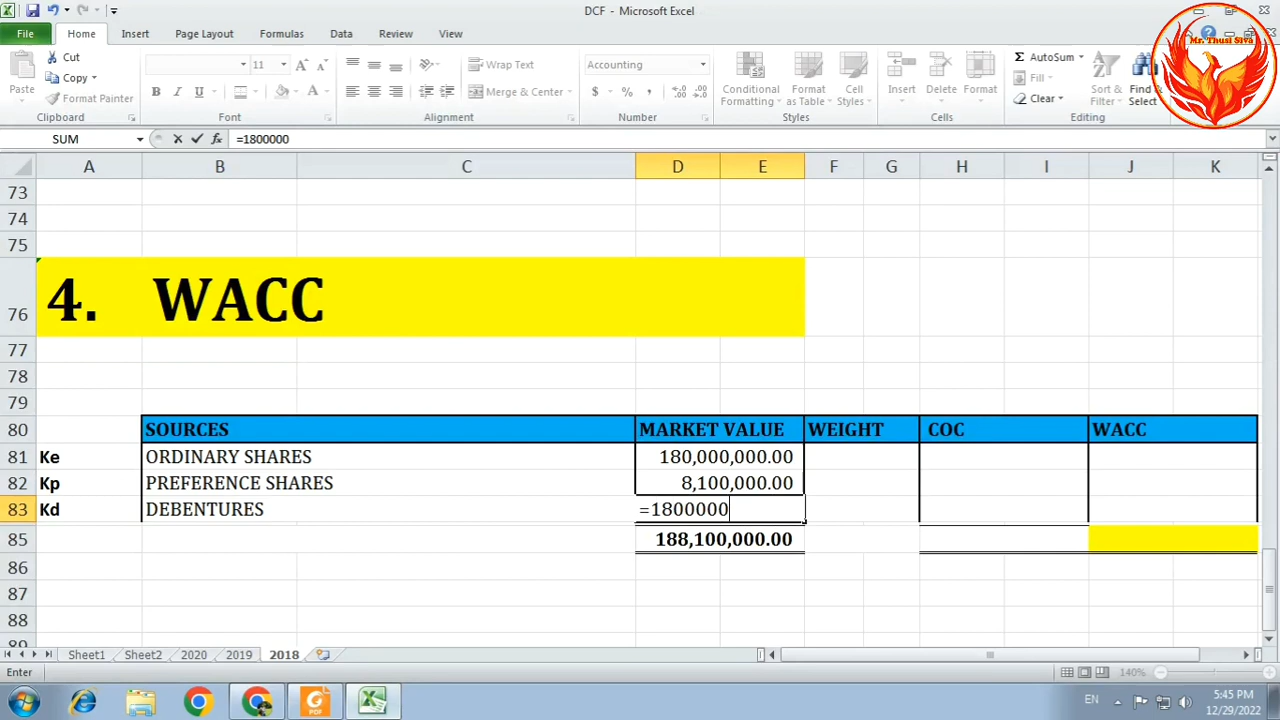 DCF - Microsoft Excel
File Home Insert Page Layout Formulas Data Review View
Mr. Thusi Siva
Cut
Copy
Format Painter
Paste
Clipboard
11
Font
Wrap Text
Merge & Center
Alignment
Accounting
Number
Conditional Formatting
Format as Table
Cell Styles
Styles
Insert Delete Format
Cells
AutoSum
Fill
Clear
Sort & Filter
Find & Select
Editing
SUM =1800000
A B C D E F G H I J K
73
74
75
76 4. WACC
77
78
79
80 SOURCES MARKET VALUE WEIGHT COC WACC
81 Ke ORDINARY SHARES 180,000,000.00
82 Kp PREFERENCE SHARES 8,100,000.00
83 Kd DEBENTURES =1800000
85 188,100,000.00
86
87
88
89
Sheet1 Sheet2 2020 2019 2018
Enter 140%
EN 5:45 PM
12/29/2022